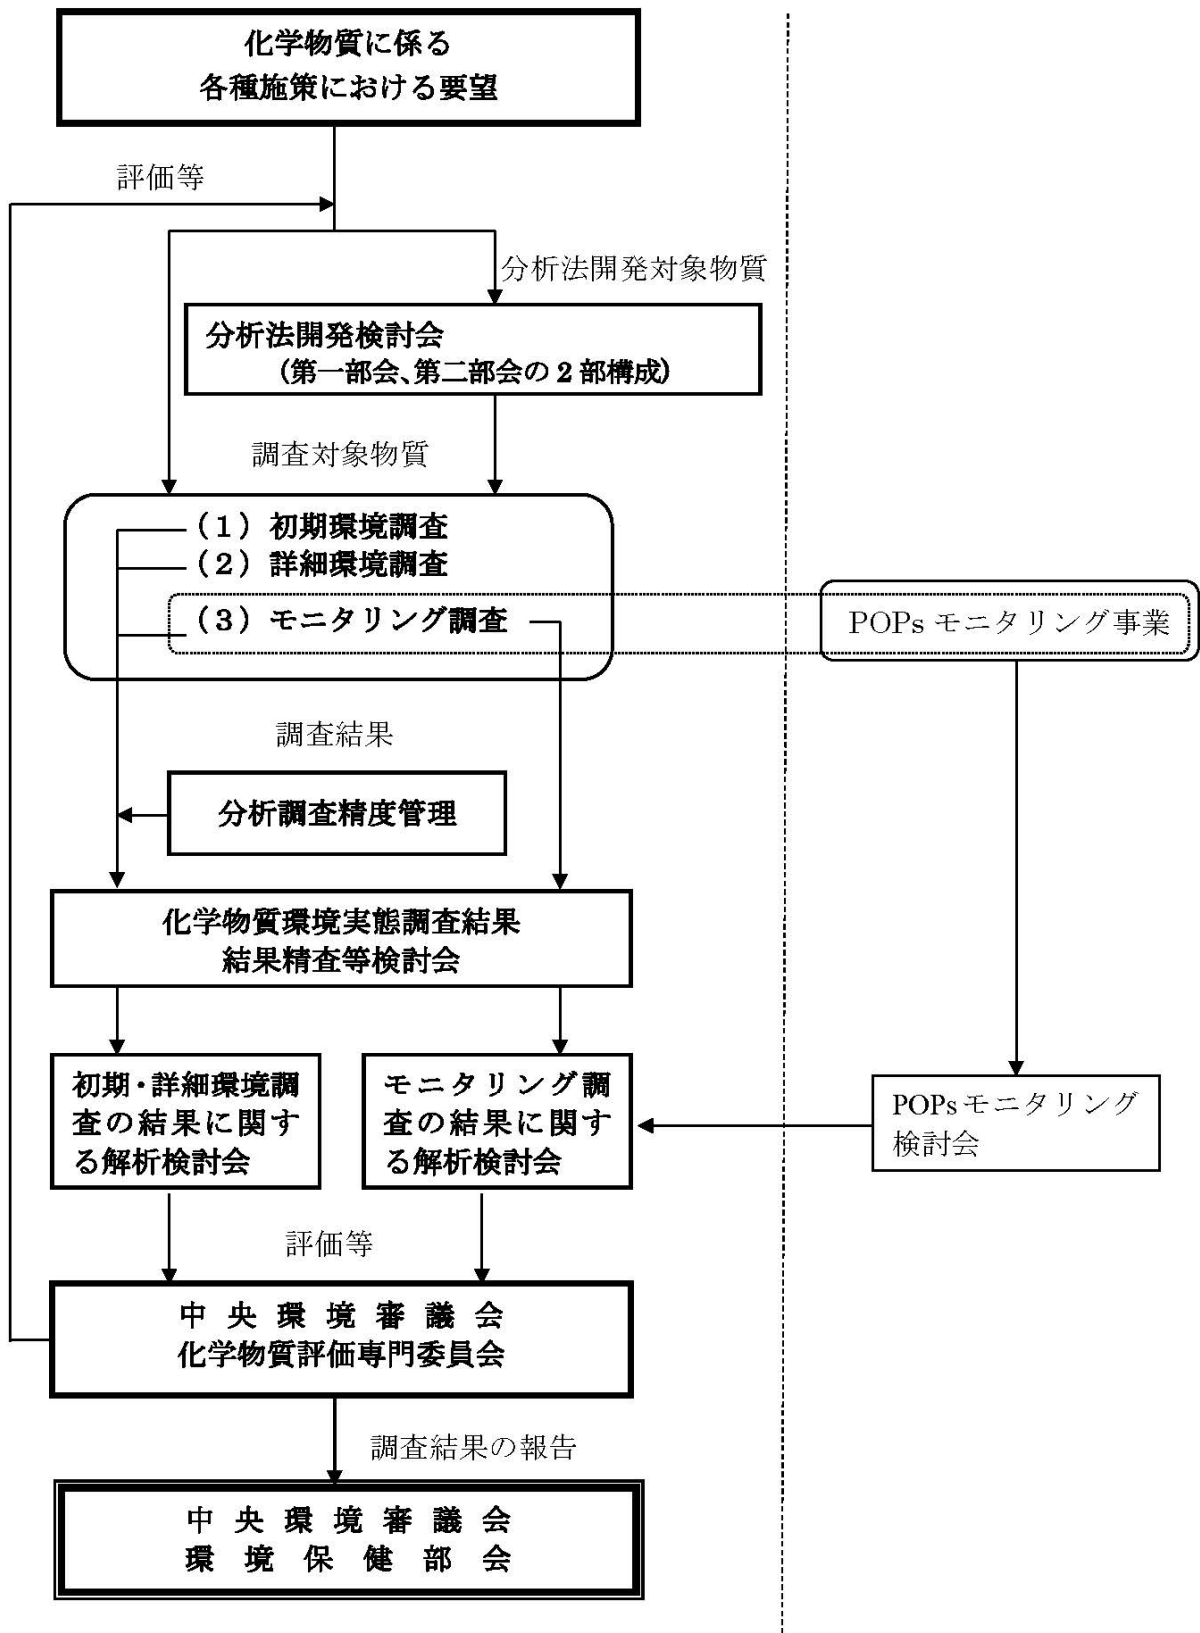 化学物質に係る
各種施策における要望
評価等
分析法開発対象物質
分析法開発検討会
(第一部会、第二部会の2部構成)
調査対象物質
(1)初期環境調査
(2)詳細環境調査
(3)モニタリング調査
POPsモニタリング事業
調査結果
分析調査精度管理
化学物質環境実態調査結果
結果精査等検討会
初期・詳細環境調
査の結果に関す
る解析検討会
モニタリング調
査の結果に関す
る解析検討会
POPsモニタリング
検討会
評価等
中央環境審議会
化学物質評価専門委員会
調査結果の報告
中央環境審議会
環境保健部会